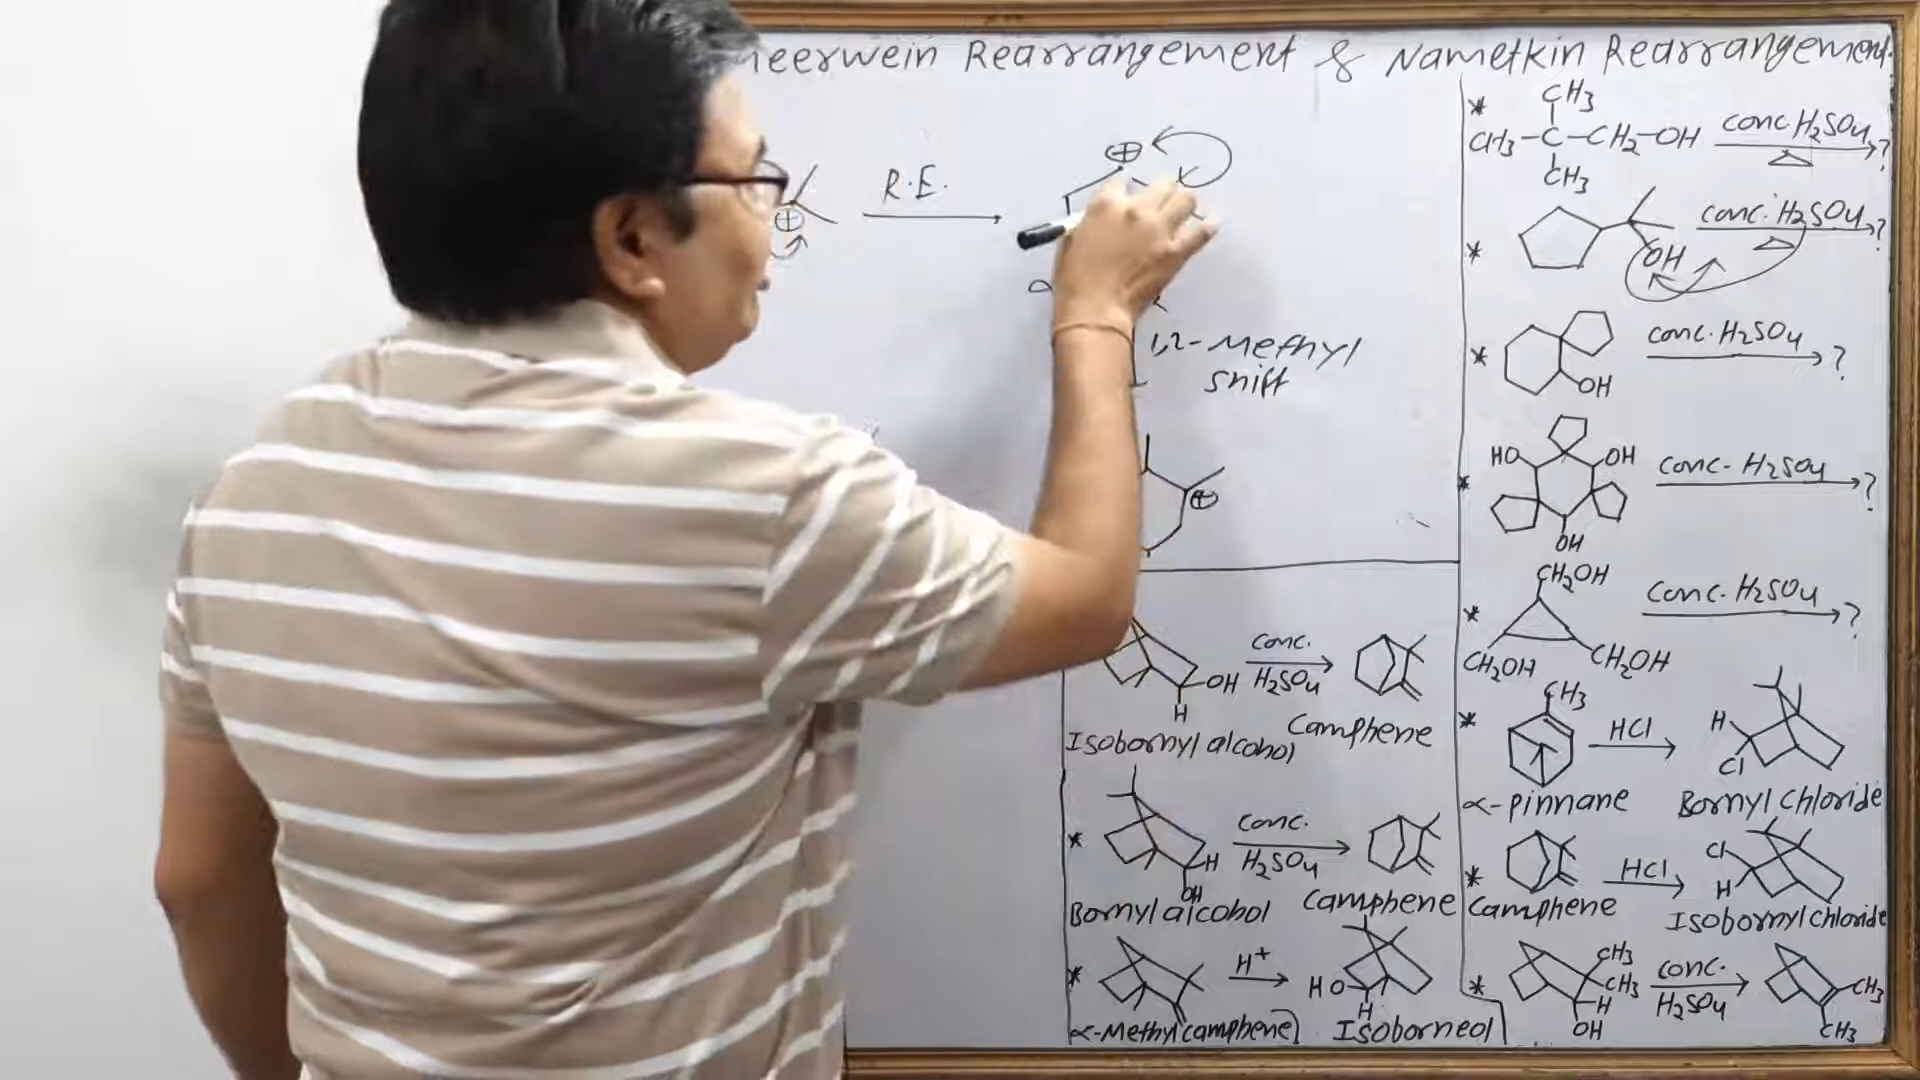 Rearrangement & Nametkin Rearrangement
R.E.
⊕
⊕
1,2-Methyl
shift
⊕
conc.
OH H2SO4
H
Isobornyl alcohol Camphene
* conc.
H H2SO4
OH
Bornyl alcohol Camphene
* H+
HO
H
α-Methyl camphene Isoborneol
* CH3
CH3-C-CH2-OH conc. H2SO4 ?
CH3 △
conc. H2SO4 ?
* OH △
* conc. H2SO4 ?
OH
HO OH conc- H2SO4 ?
*
OH
CH2OH conc. H2SO4 ?
*
CH2OH CH2OH
CH3
* HCl H
Cl
α-pinnane Bornyl chloride
Cl
* HCl H
Camphene Isobornyl chloride
CH3
* CH3 conc. CH3
H H2SO4
OH CH3